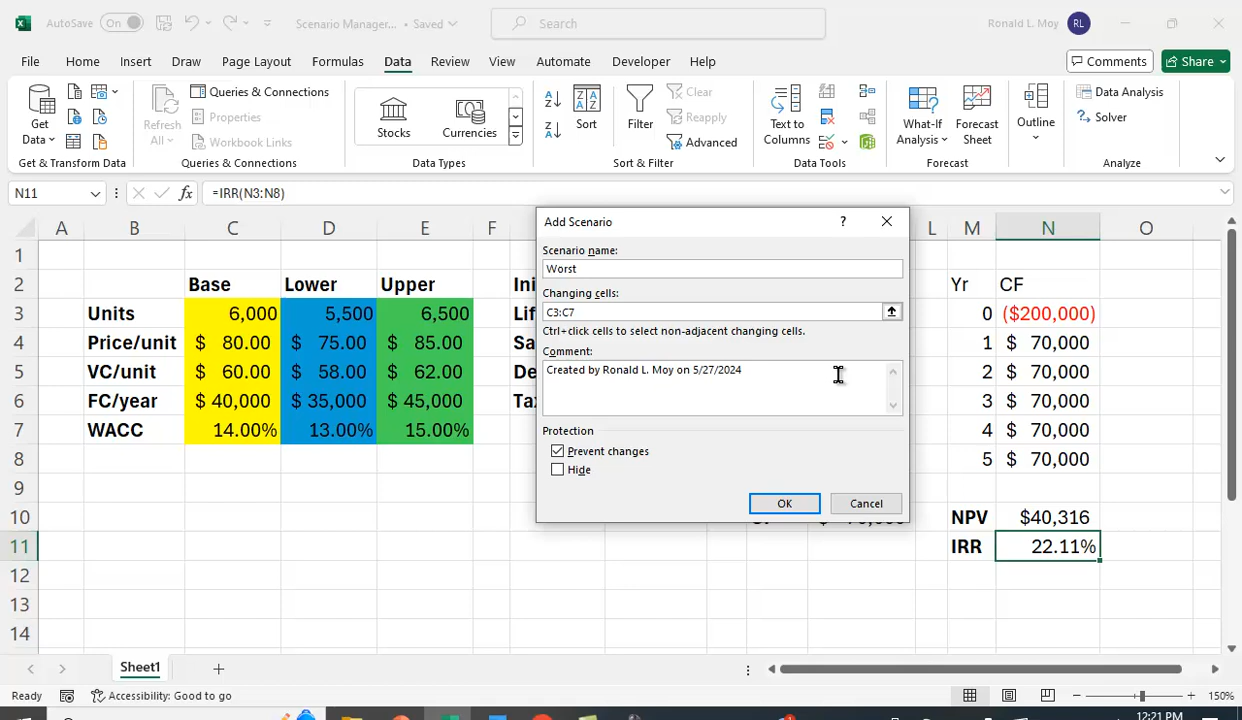 AutoSave On Scenario Manager... • Saved Search Ronald L. Moy RL
File Home Insert Draw Page Layout Formulas Data Review View Automate Developer Help Comments Share
Get Data
Refresh All
Queries & Connections
Properties
Workbook Links
Stocks
Currencies
Sort
Filter
Clear
Reapply
Advanced
Text to Columns
What-If Analysis
Forecast Sheet
Outline
Data Analysis
Solver
Get & Transform Data Queries & Connections Data Types Sort & Filter Data Tools Forecast Analyze
N11 fx =IRR(N3:N8)
A B C D E F L M N O
1
2 Base Lower Upper Yr CF
3 Units 6,000 5,500 6,500 0 ($200,000)
4 Price/unit $ 80.00 $ 75.00 $ 85.00 1 $ 70,000
5 VC/unit $ 60.00 $ 58.00 $ 62.00 2 $ 70,000
6 FC/year $ 40,000 $ 35,000 $ 45,000 3 $ 70,000
7 WACC 14.00% 13.00% 15.00% 4 $ 70,000
8 5 $ 70,000
9
10 NPV $40,316
11 IRR 22.11%
12
13
14
Add Scenario ?
Scenario name:
Worst
Changing cells:
C3:C7
Ctrl+click cells to select non-adjacent changing cells.
Comment:
Created by Ronald L. Moy on 5/27/2024
Protection
Prevent changes
Hide
OK Cancel
Sheet1
Ready Accessibility: Good to go 150%
12:21 PM